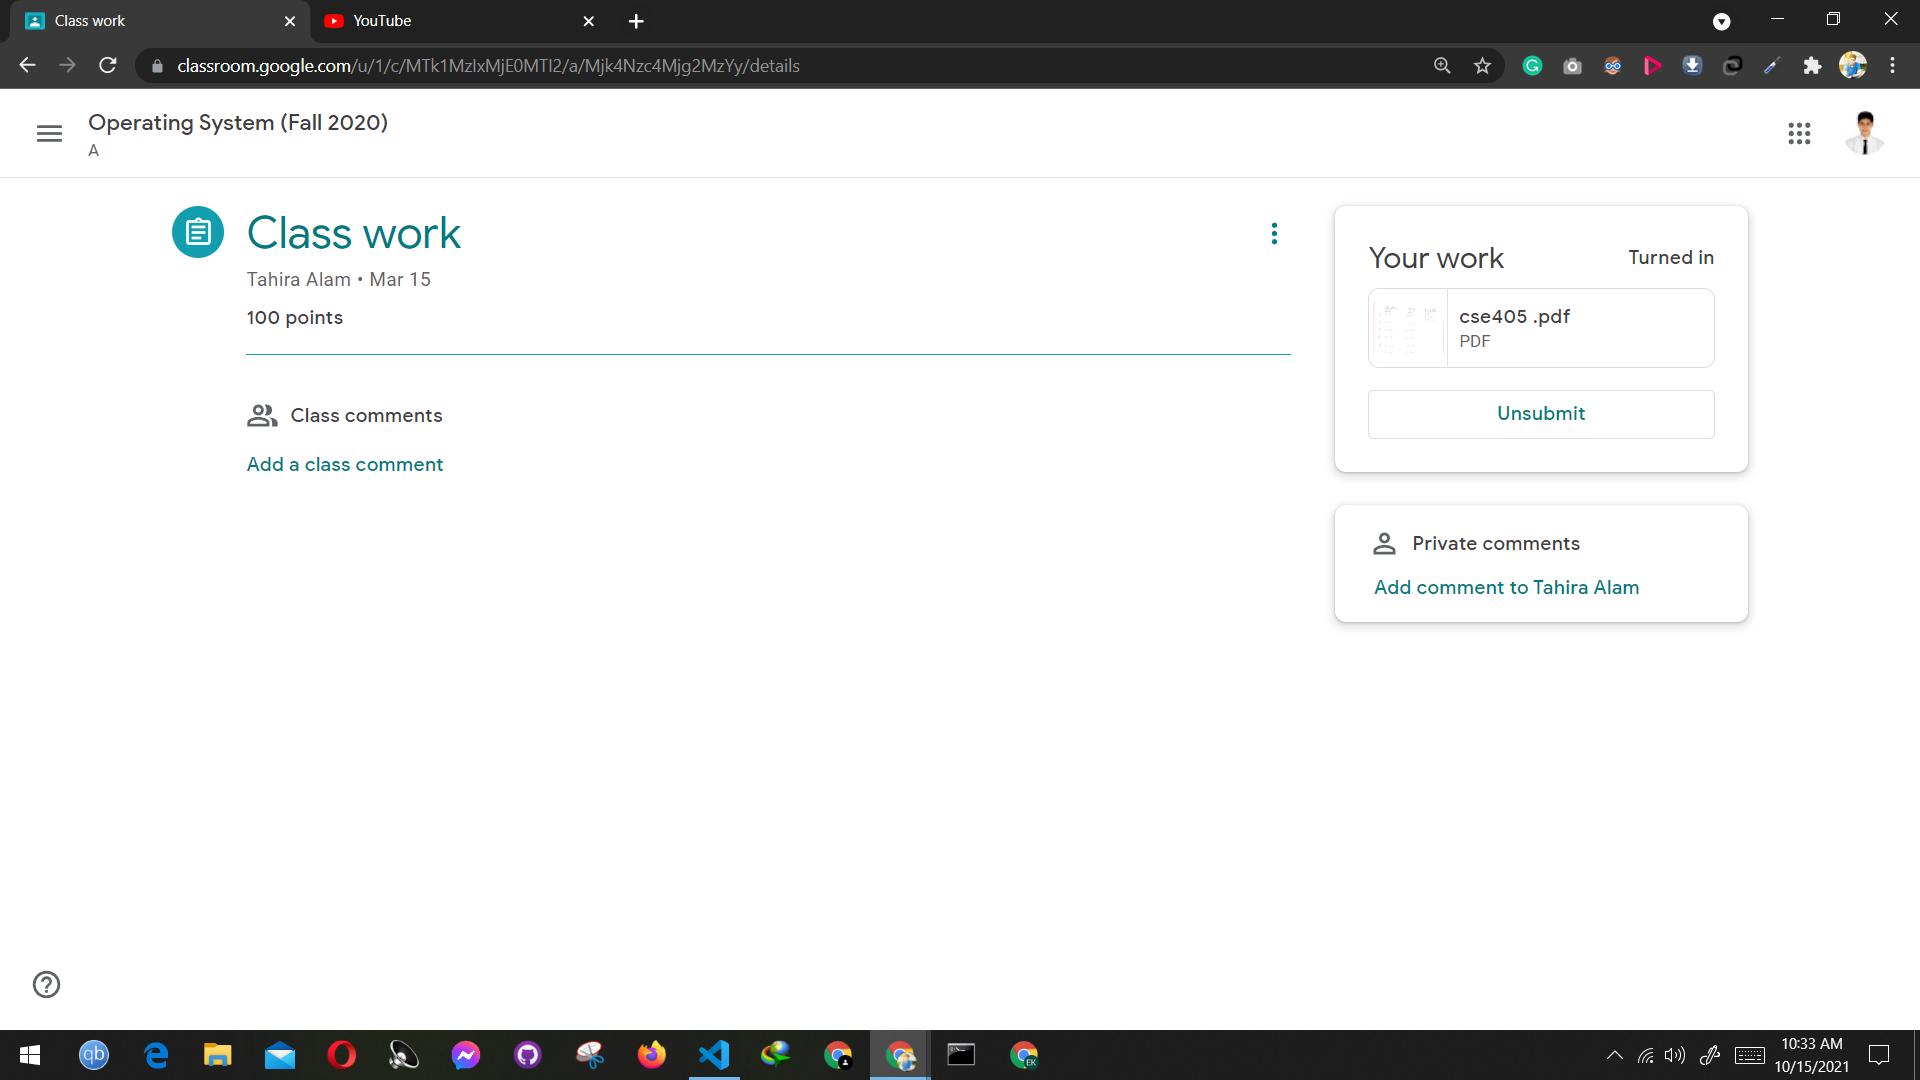 Class work
YouTube
classroom.google.com/u/1/c/MTk1MzIxMjE0MTI2/a/Mjk4Nzc4Mjg2MzYy/details
Operating System (Fall 2020)
A
Class work
Tahira Alam • Mar 15
100 points
Class comments
Add a class comment
Your work
Turned in
cse405 .pdf
PDF
Unsubmit
Private comments
Add comment to Tahira Alam
qb
EK
10:33 AM
10/15/2021